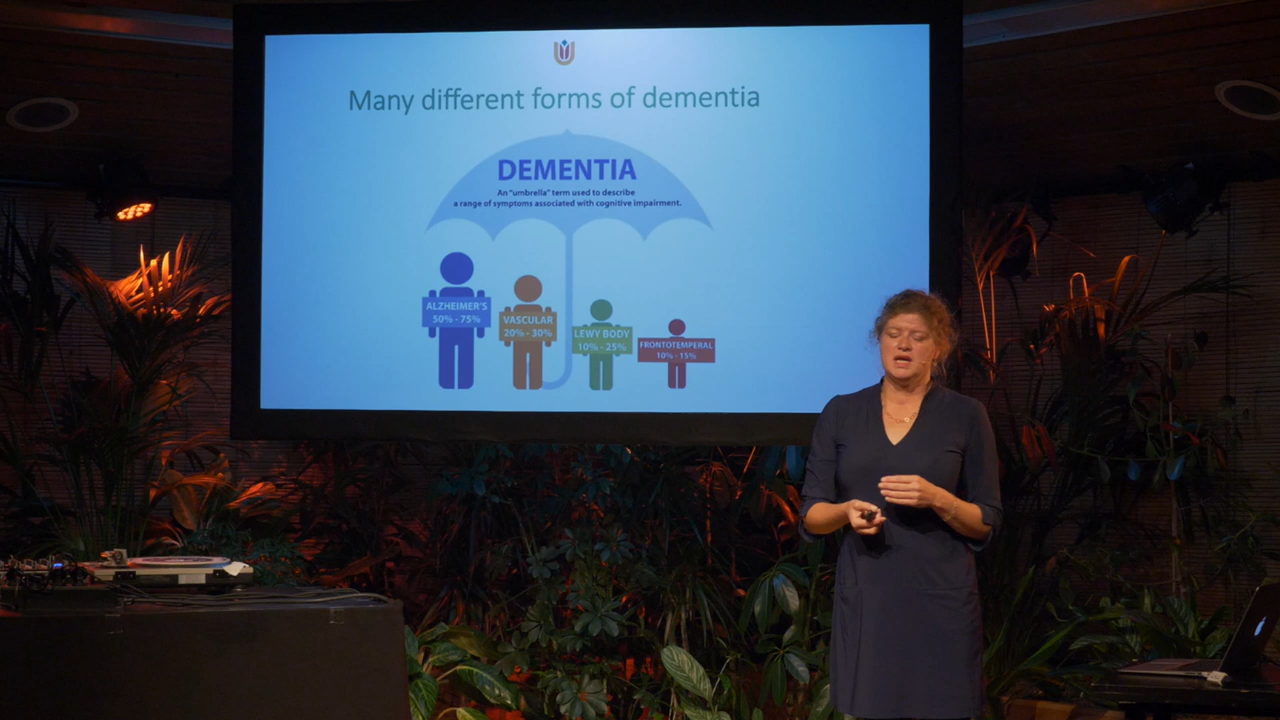 Many different forms of dementia
DEMENTIA
An "umbrella" term used to describe
a range of symptoms associated with cognitive impairment.
ALZHEIMER'S
50% - 75%
VASCULAR
20% - 30%
LEWY BODY
10% - 25%
FRONTOTEMPERAL
10% - 15%